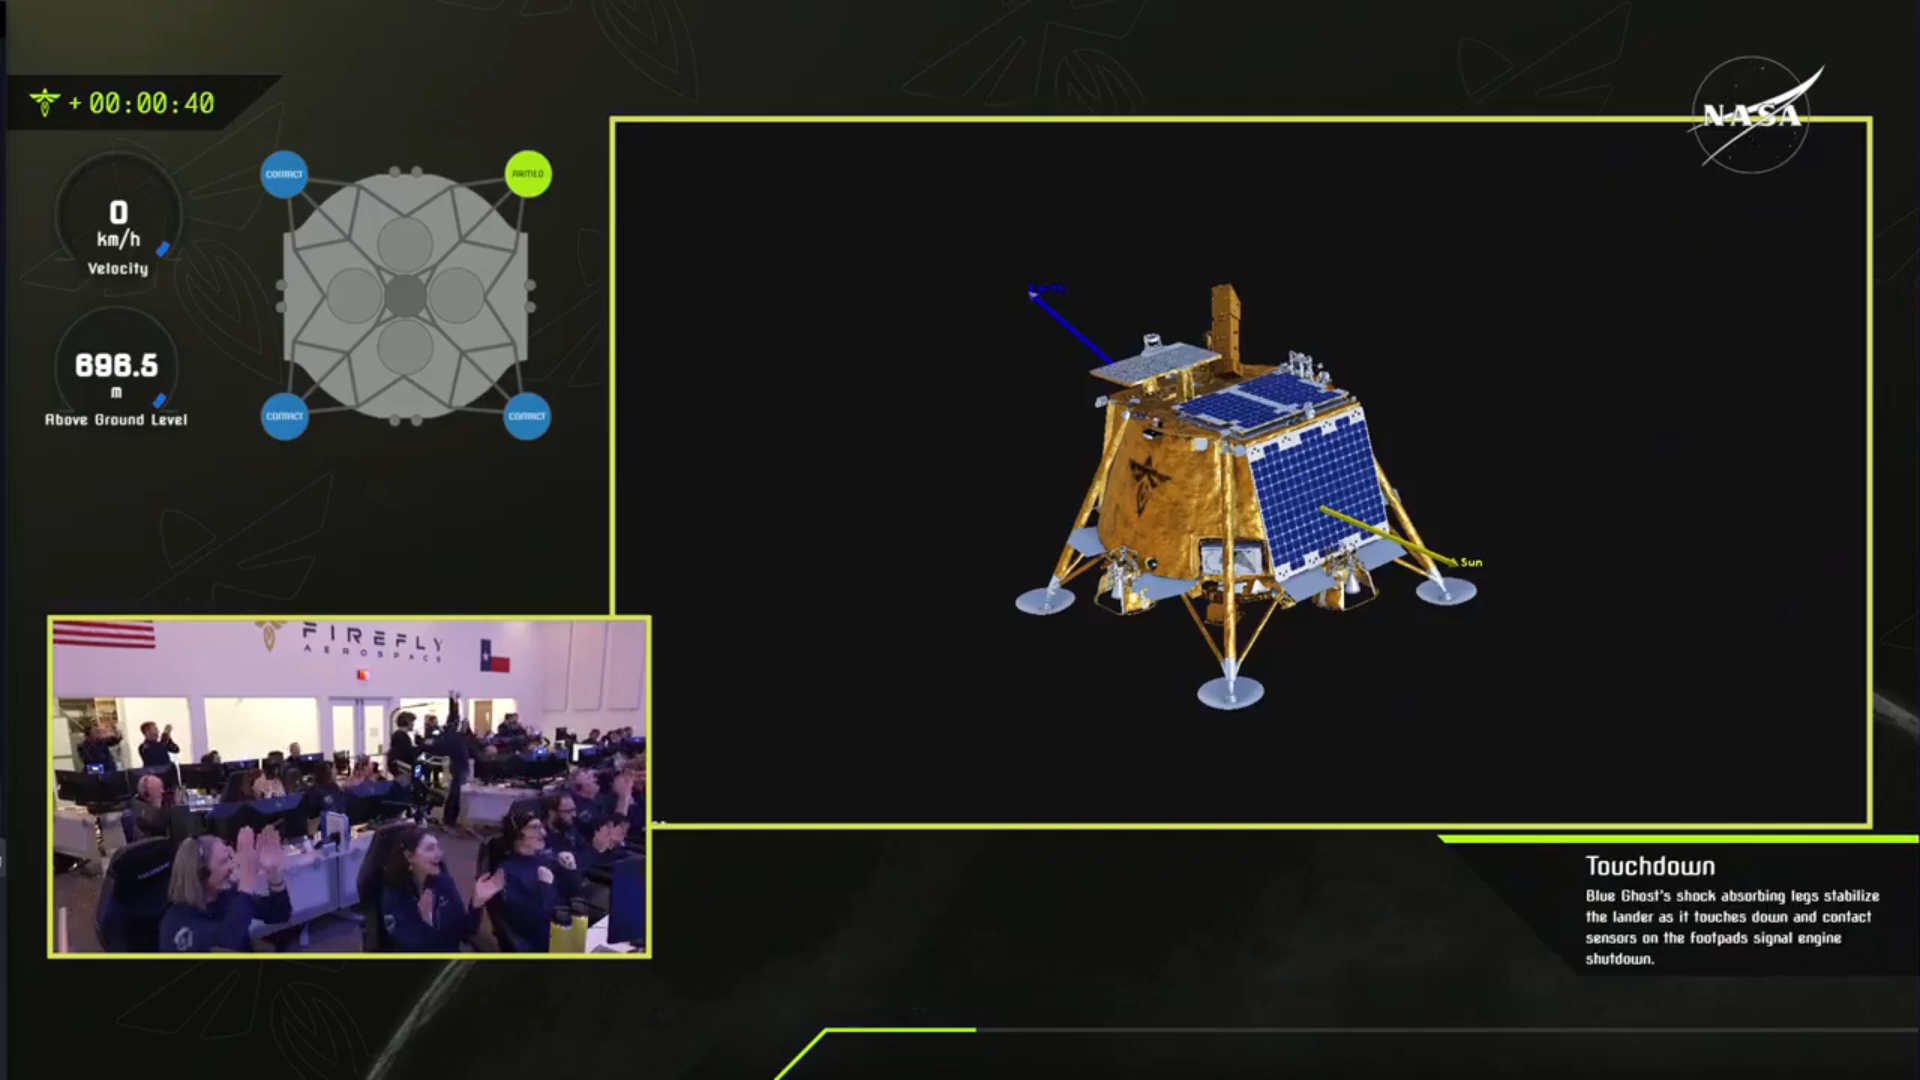 + 00:00:40
NASA
CONTACT
ARMED
0
km/h
Velocity
696.5
m
Above Ground Level
CONTACT
CONTACT
Earth
Sun
FIREFLY
AEROSPACE
Touchdown
Blue Ghost's shock absorbing legs stabilize
the lander as it touches down and contact
sensors on the footpads signal engine
shutdown.